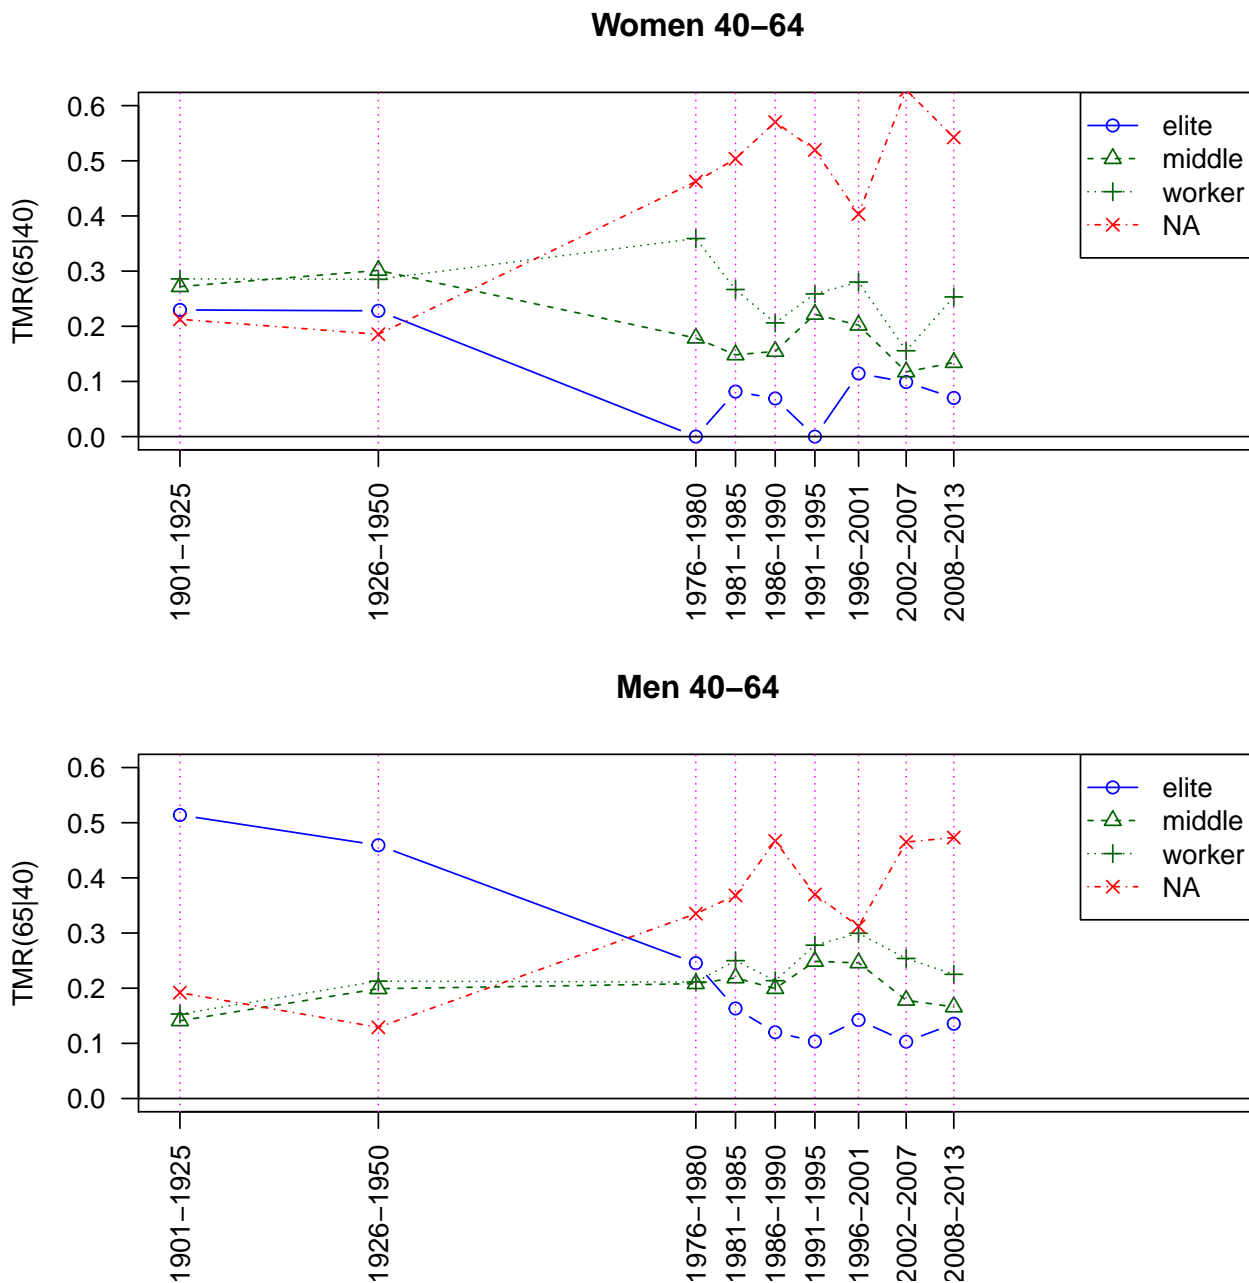 Women 40–64
TMR(65|40)
0.6
0.5
0.4
0.3
0.2
0.1
0.0
elite
middle
worker
NA
1901–1925
1926–1950
1976–1980
1981–1985
1986–1990
1991–1995
1996–2001
2002–2007
2008–2013
Men 40–64
TMR(65|40)
0.6
0.5
0.4
0.3
0.2
0.1
0.0
elite
middle
worker
NA
1901–1925
1926–1950
1976–1980
1981–1985
1986–1990
1991–1995
1996–2001
2002–2007
2008–2013